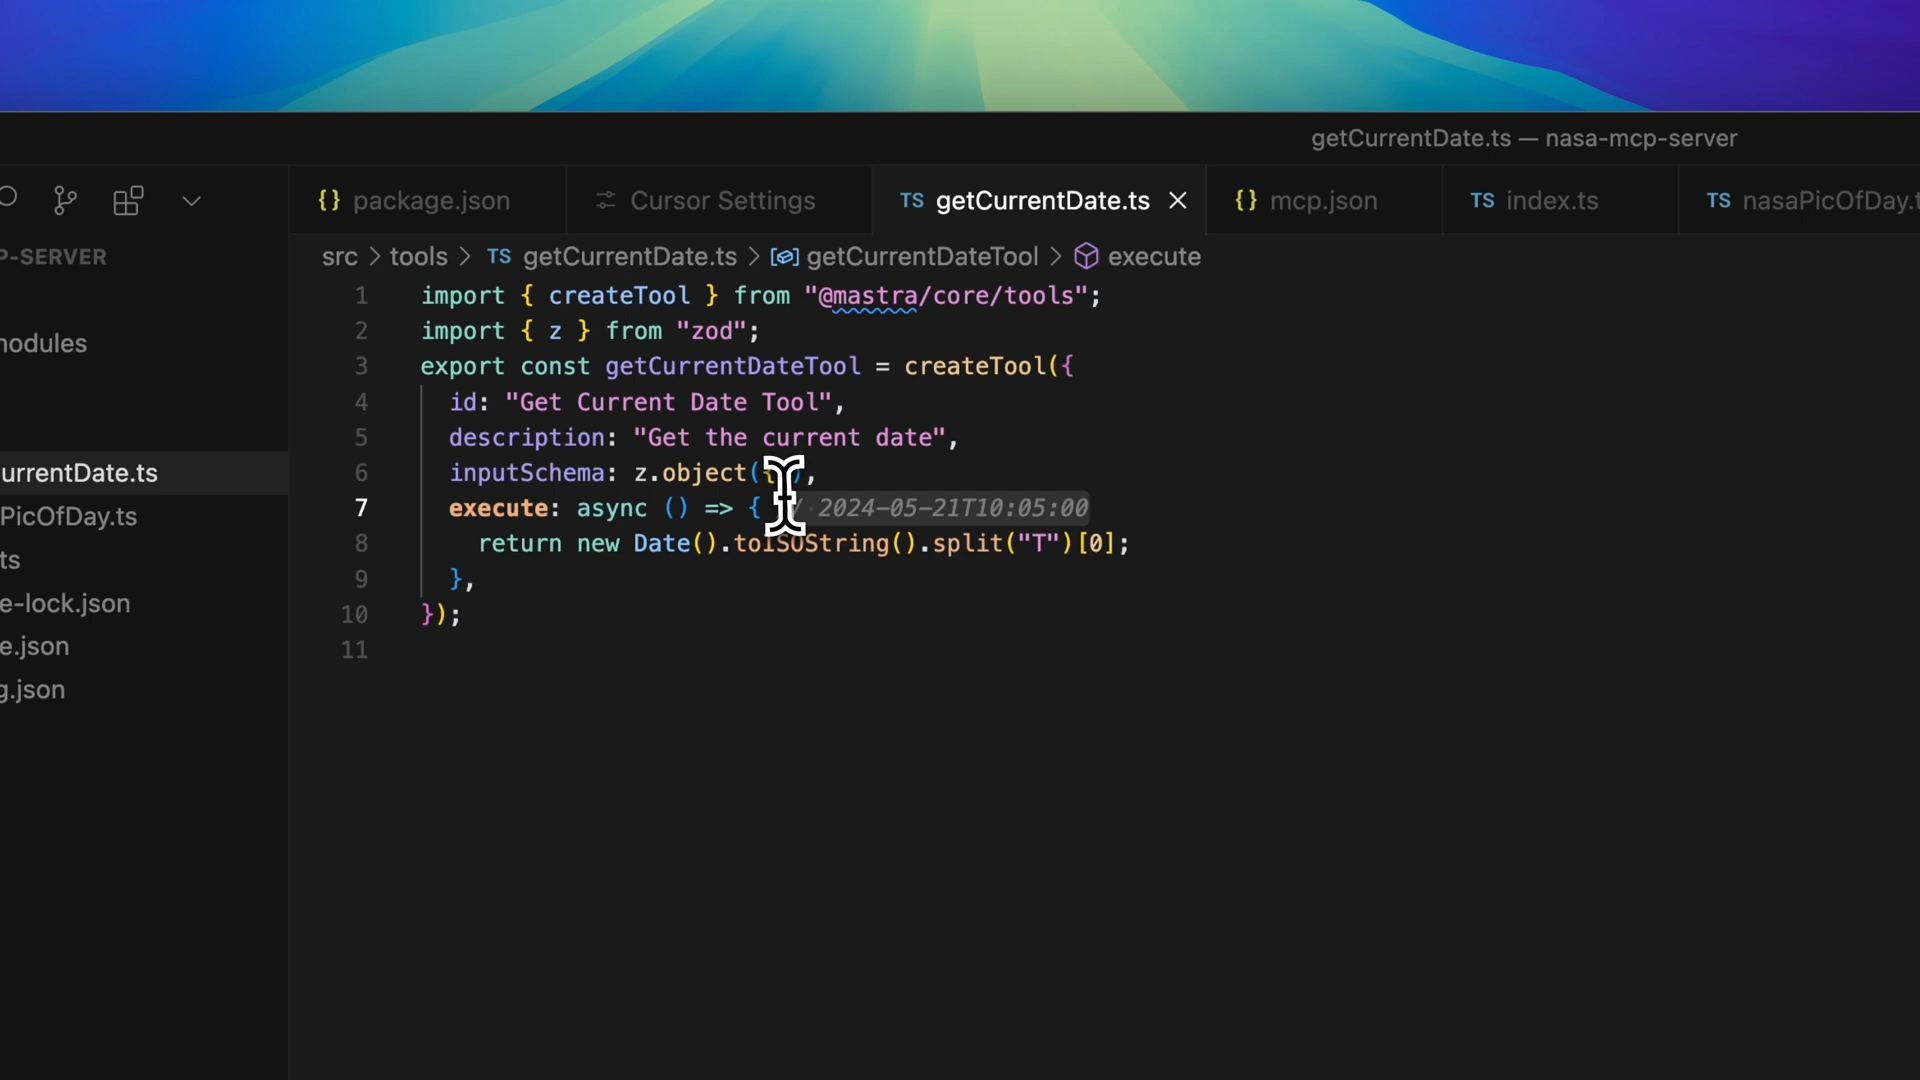 getCurrentDate.ts — nasa-mcp-server
{} package.json
Cursor Settings
TS getCurrentDate.ts
{} mcp.json
TS index.ts
TS nasaPicOfDay.t
P-SERVER
src > tools > TS getCurrentDate.ts > getCurrentDateTool > execute
odules
urrentDate.ts
PicOfDay.ts
ts
e-lock.json
e.json
g.json
1 import { createTool } from "@mastra/core/tools";
2 import { z } from "zod";
3 export const getCurrentDateTool = createTool({
4 id: "Get Current Date Tool",
5 description: "Get the current date",
6 inputSchema: z.object({ ),
7 execute: async () => { / 2024-05-21T10:05:00
8 return new Date().toISOString().split("T")[0];
9 },
10 });
11